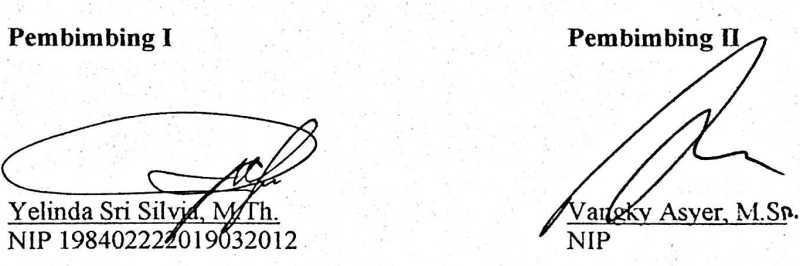 Pembimbing I
Pembimbing II
Yelinda Sri Silvia, M.Th.
Vangky Asyer, M.Sn.
NIP 198402222019032012
NIP